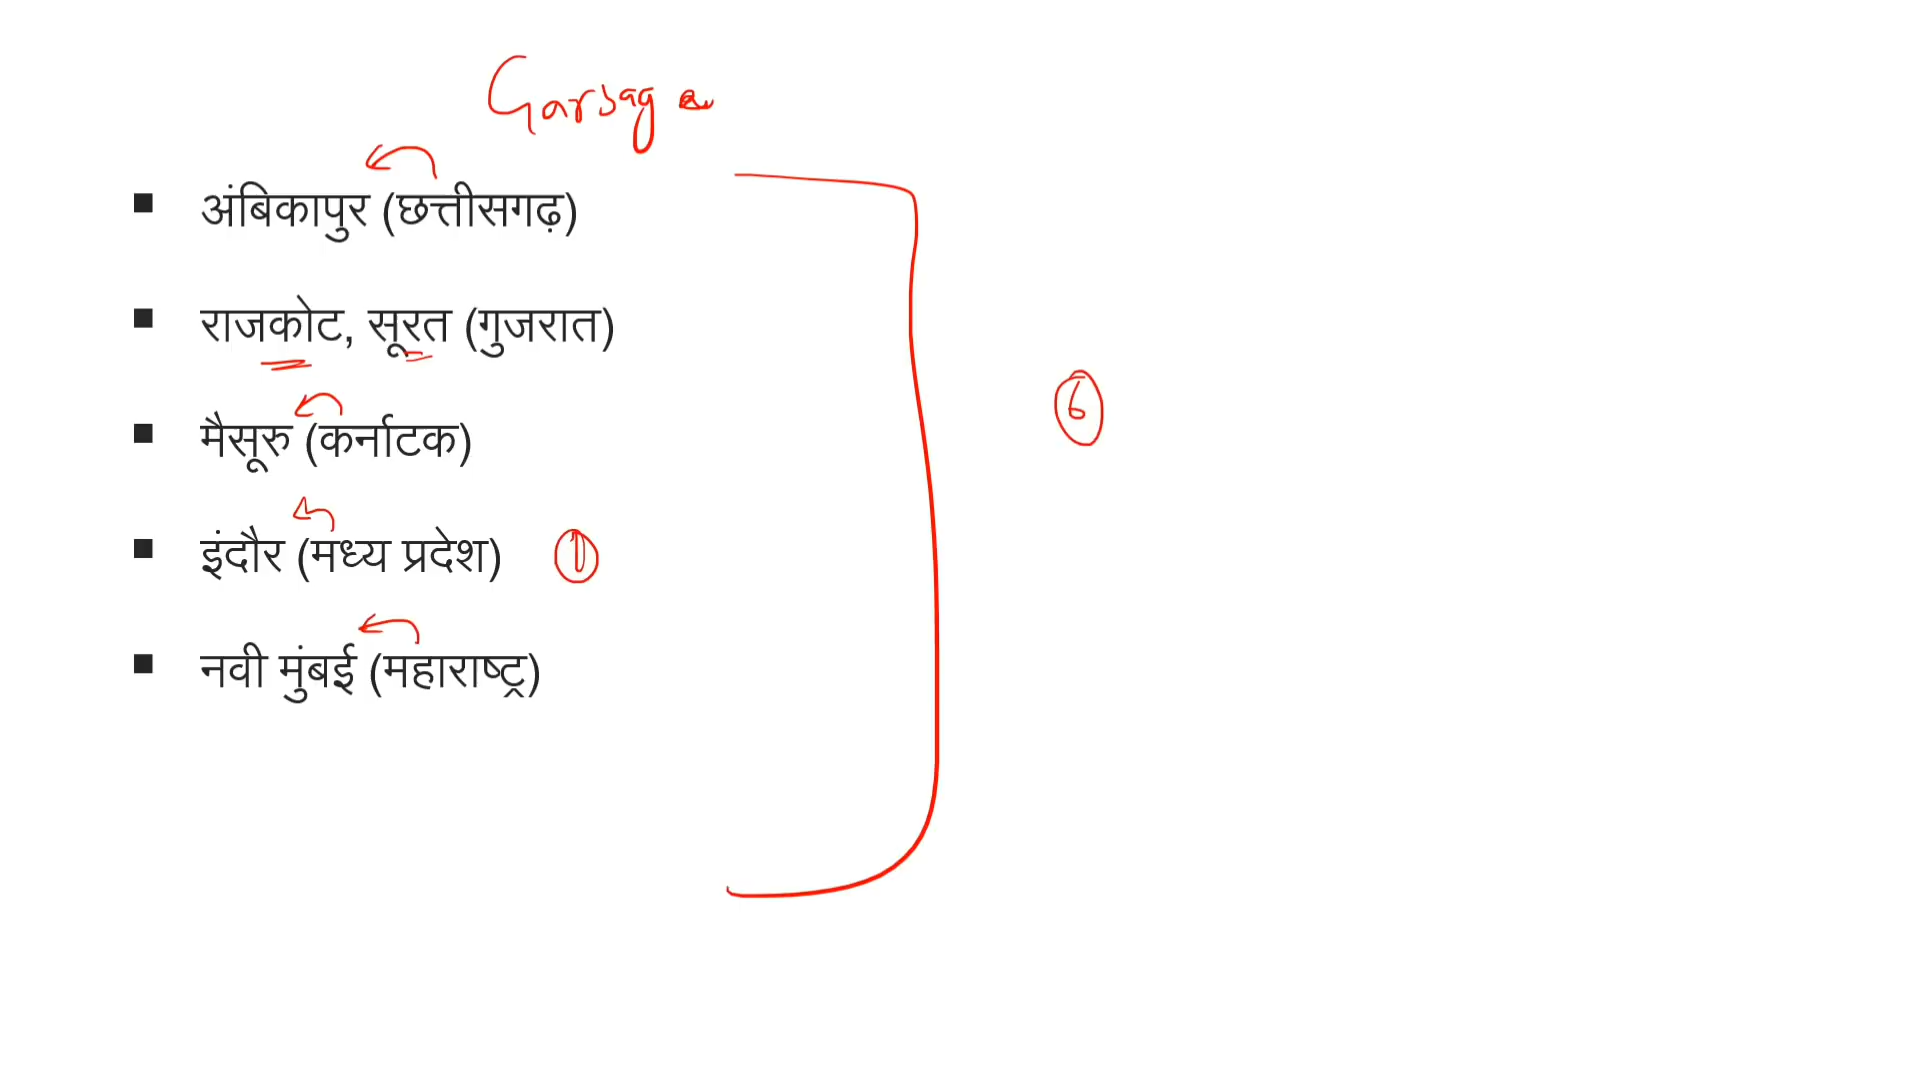 Garbage
■ अंबिकापुर (छत्तीसगढ़)
■ राजकोट, सूरत (गुजरात)
■ मैसूरु (कर्नाटक)
■ इंदौर (मध्य प्रदेश) 1
■ नवी मुंबई (महाराष्ट्र)
6